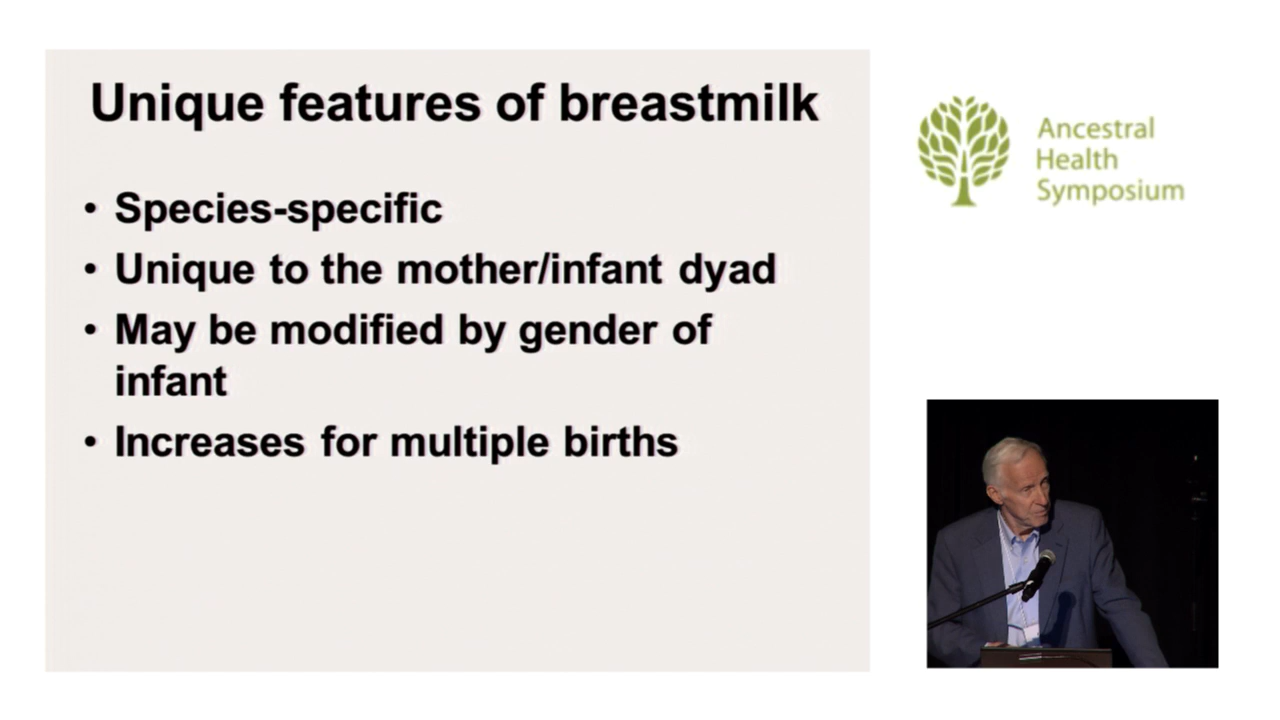 Unique features of breastmilk
• Species-specific
• Unique to the mother/infant dyad
• May be modified by gender of
infant
• Increases for multiple births
Ancestral
Health
Symposium